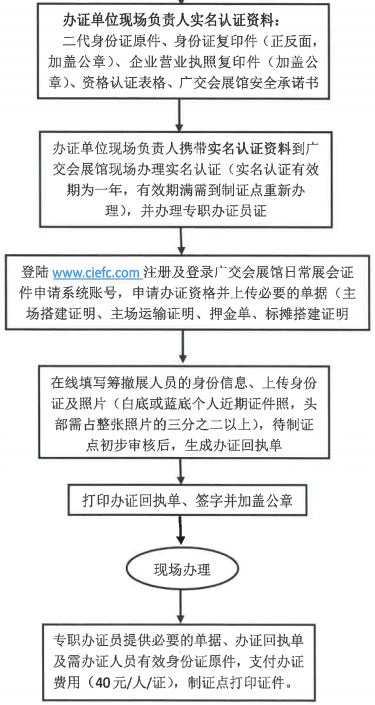 办证单位现场负责人实名认证资料：
二代身份证原件、身份证复印件（正反面，
加盖公章）、企业营业执照复印件（加盖公
章）、资格认证表格、广交会展馆安全承诺书
办证单位现场负责人携带实名认证资料到广
交会展馆现场办理实名认证（实名认证有效
期为一年，有效期满需到制证点重新办
理），并办理专职办证员证
登陆 www.ciefc.com 注册及登录广交会展馆日常展会证
件申请系统账号，申请办证资格并上传必要的单据（主
场搭建证明、主场运输证明、押金单、标摊搭建证明
在线填写筹撤展人员的身份信息、上传身份
证及照片（白底或蓝底个人近期证件照，头
部需占整张照片的三分之二以上），待制证
点初步审核后，生成办证回执单
打印办证回执单、签字并加盖公章
现场办理
专职办证员提供必要的单据、办证回执单
及需办证人员有效身份证原件，支付办证
费用（40 元/人/证），制证点打印证件。